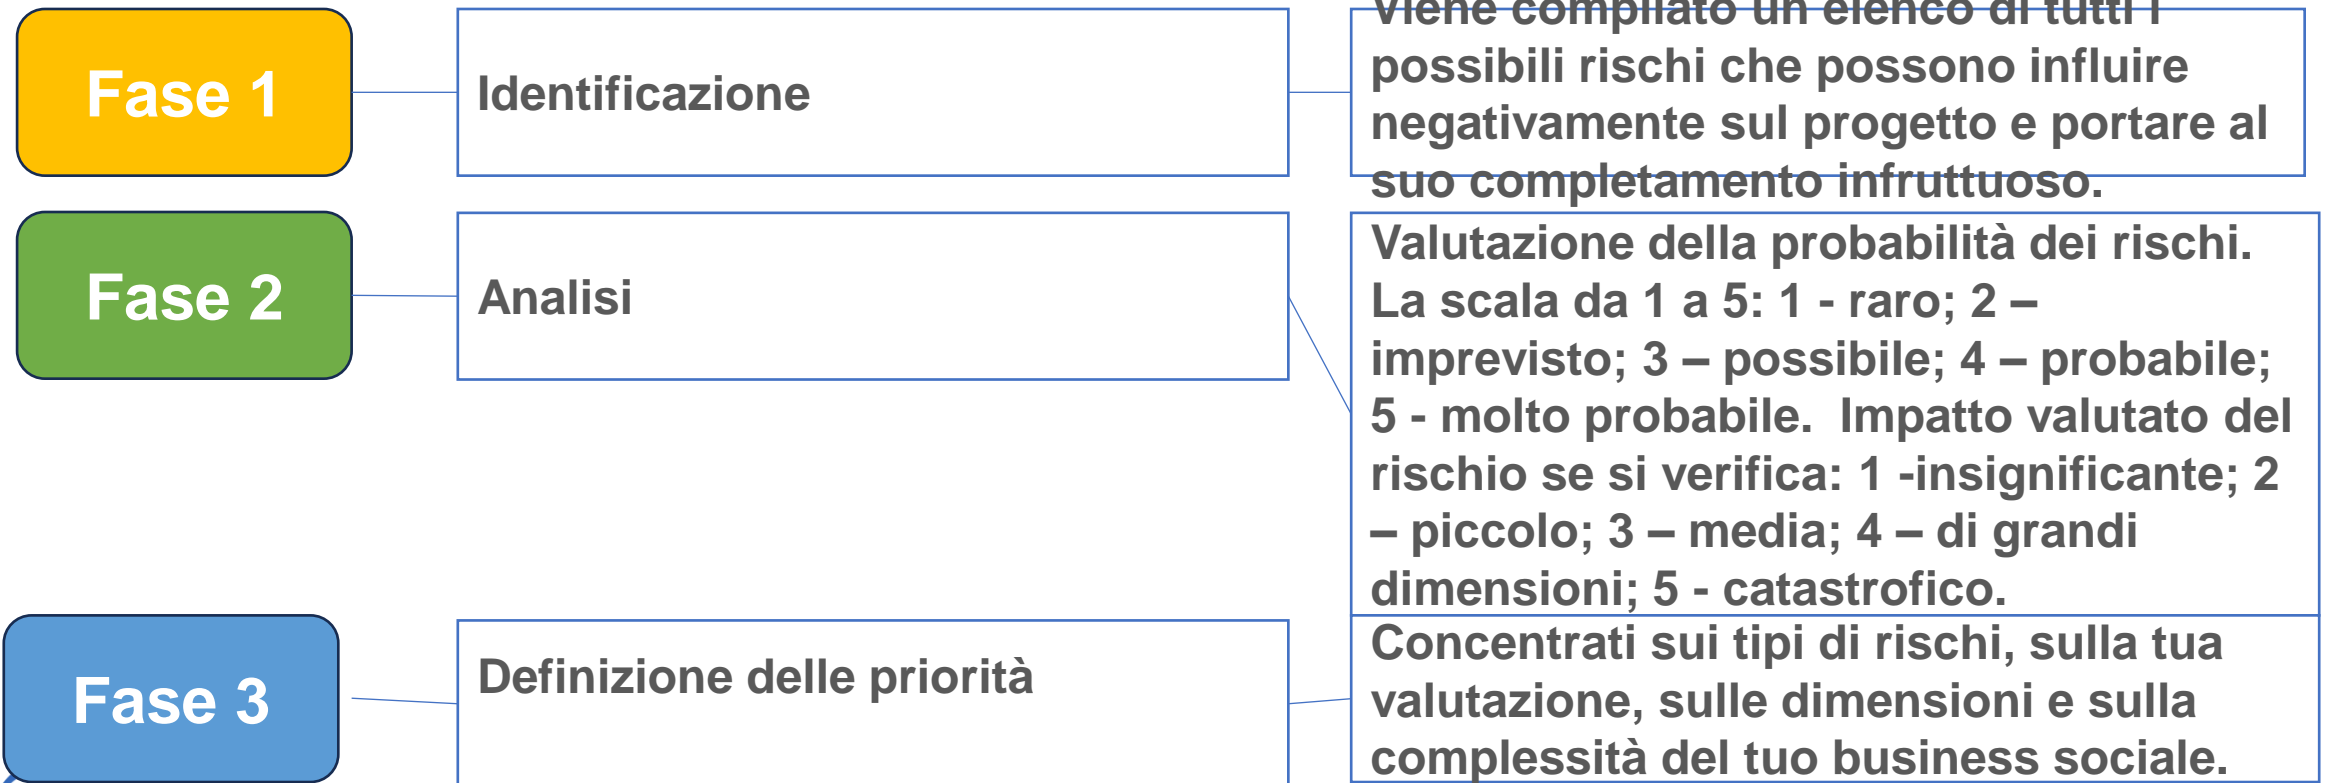 Fase 1
Identificazione
Viene compilato un elenco di tutti i
possibili rischi che possono influire
negativamente sul progetto e portare al
suo completamento infruttuoso.
Fase 2
Analisi
Valutazione della probabilità dei rischi.
La scala da 1 a 5: 1 - raro; 2 –
imprevisto; 3 – possibile; 4 – probabile;
5 - molto probabile.  Impatto valutato del
rischio se si verifica: 1 -insignificante; 2
– piccolo; 3 – media; 4 – di grandi
dimensioni; 5 - catastrofico.
Fase 3
Definizione delle priorità
Concentrati sui tipi di rischi, sulla tua
valutazione, sulle dimensioni e sulla
complessità del tuo business sociale.